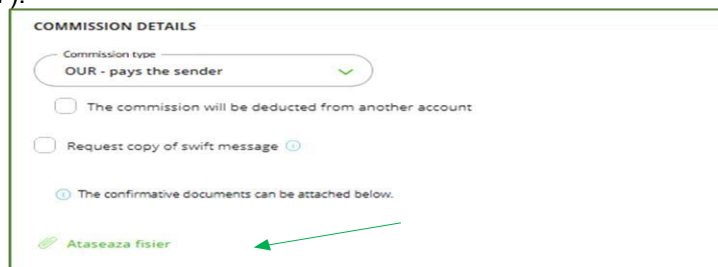 ).
COMMISSION DETAILS
Commission type
OUR - pays the sender
The commission will be deducted from another account
Request copy of swift message
The confirmative documents can be attached below.
Ataseaza fisier